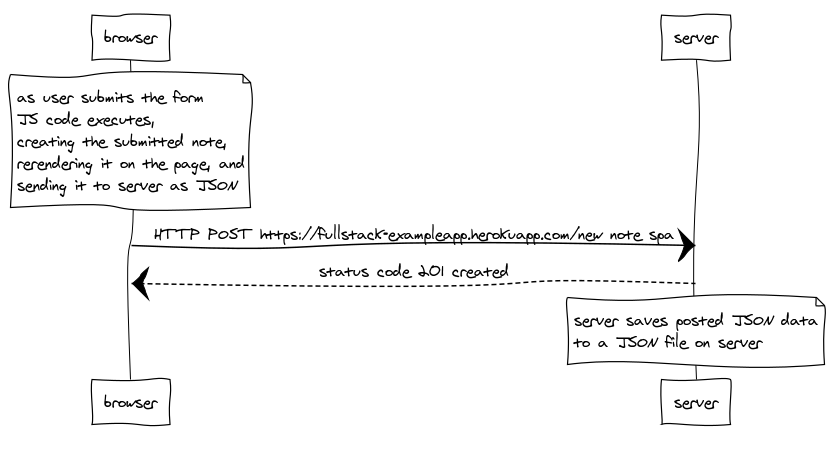 browser
server
as user submits the form
JS code executes,
creating the submitted note,
rerendering it on the page, and
sending it to server as JSON
HTTP POST https://fullstack-exampleapp.herokuapp.com/new note spa
status code 201 created
server saves posted JSON data
to a JSON file on server
browser
server